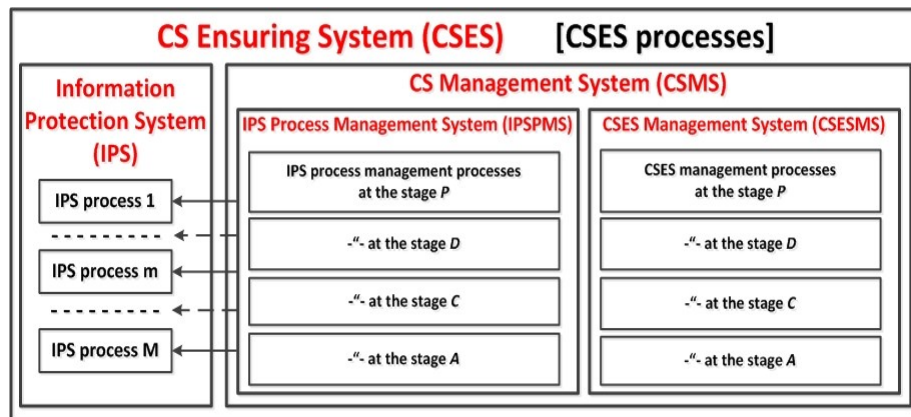 CS Ensuring System (CSES) [CSES processes]
Information
Protection System
(IPS)
IPS process 1
IPS process m
IPS process M
CS Management System (CSMS)
IPS Process Management System (IPSPMS)
IPS process management processes
at the stage P
-“- at the stage D
-“- at the stage C
-“- at the stage A
CSES Management System (CSESMS)
CSES management processes
at the stage P
-“- at the stage D
-“- at the stage C
-“- at the stage A